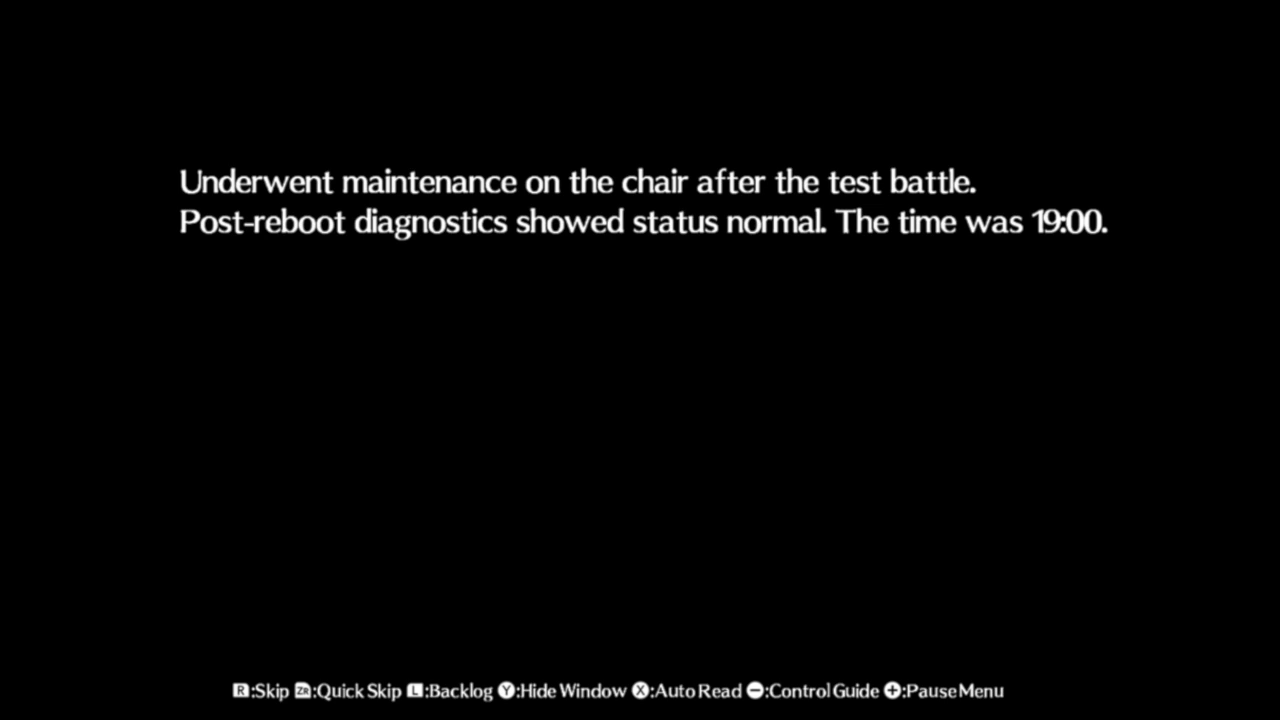 Underwent maintenance on the chair after the test battle.
Post-reboot diagnostics showed status normal. The time was 19:00.
R:Skip ZR:Quick Skip L:Backlog Y:Hide Window X:Auto Read −:Control Guide +:Pause Menu